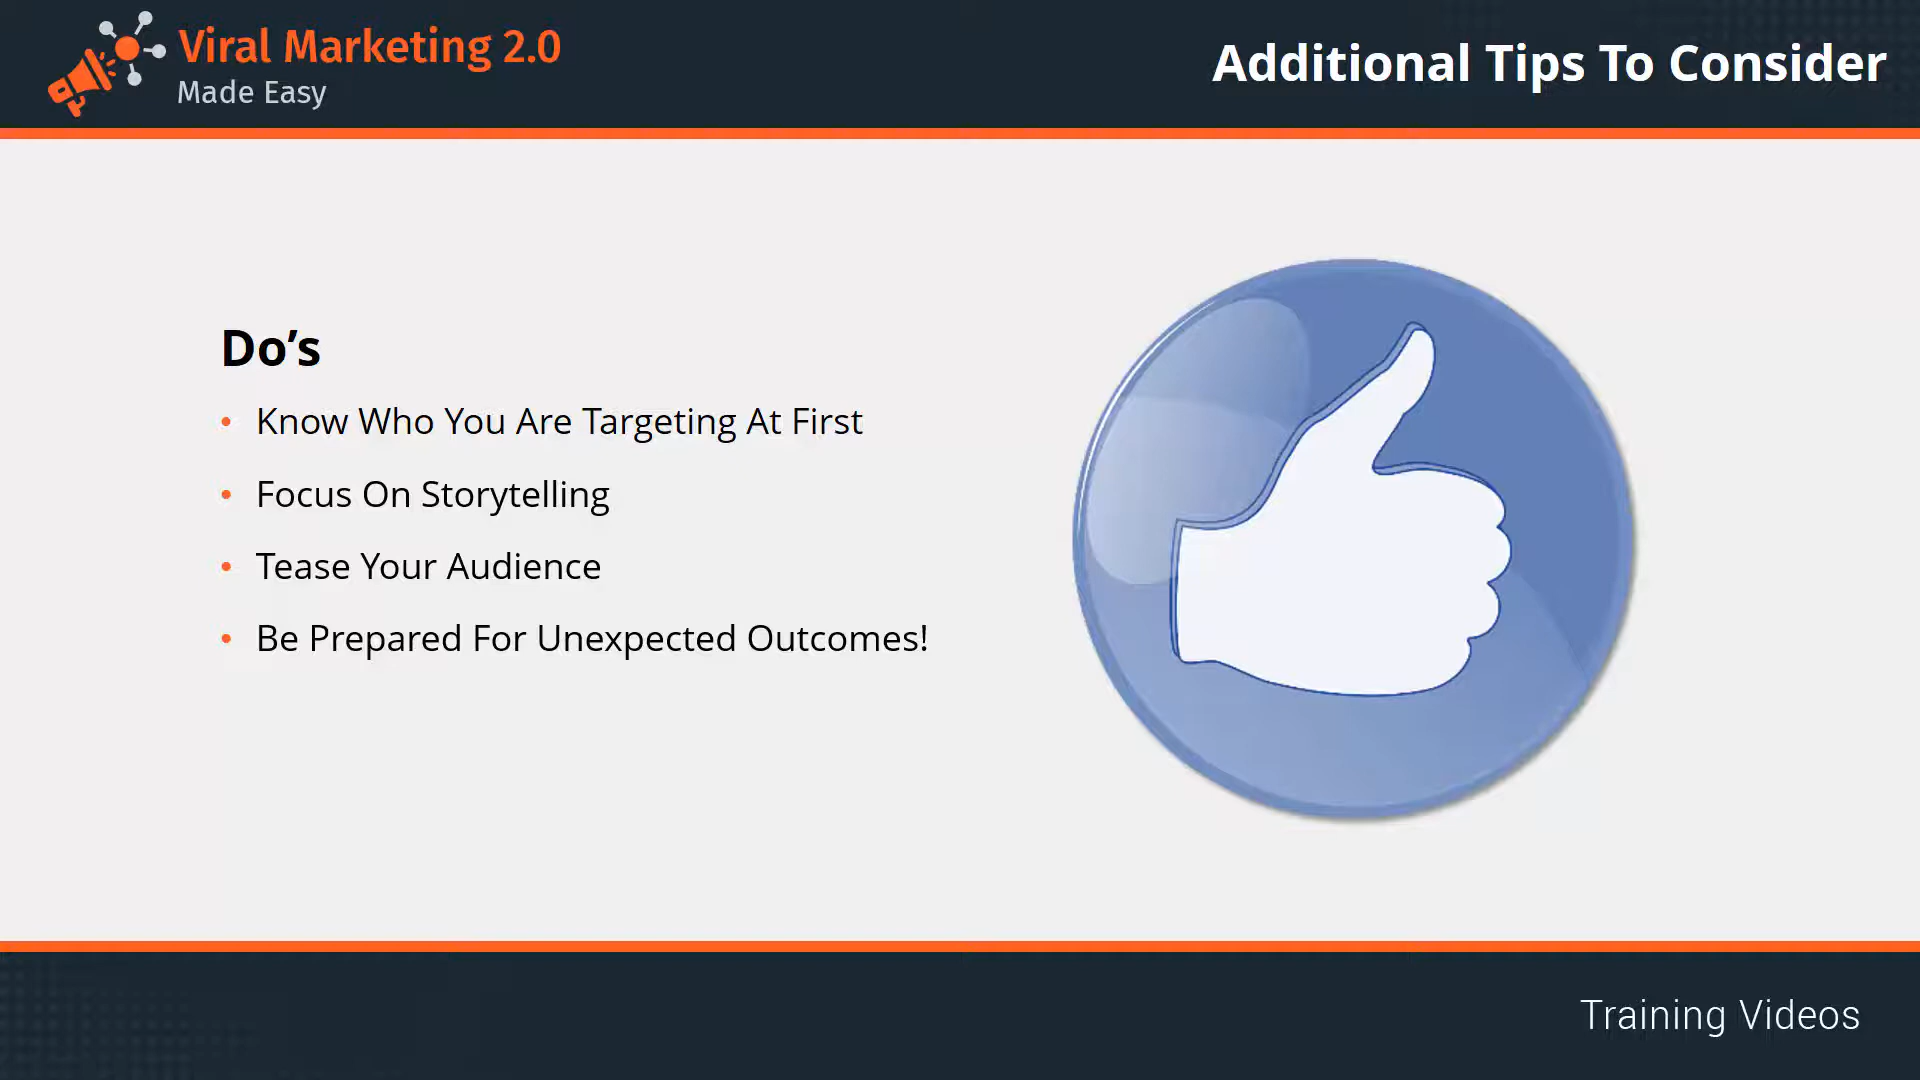 Viral Marketing 2.0
Made Easy
Additional Tips To Consider
Do’s
• Know Who You Are Targeting At First
• Focus On Storytelling
• Tease Your Audience
• Be Prepared For Unexpected Outcomes!
Training Videos